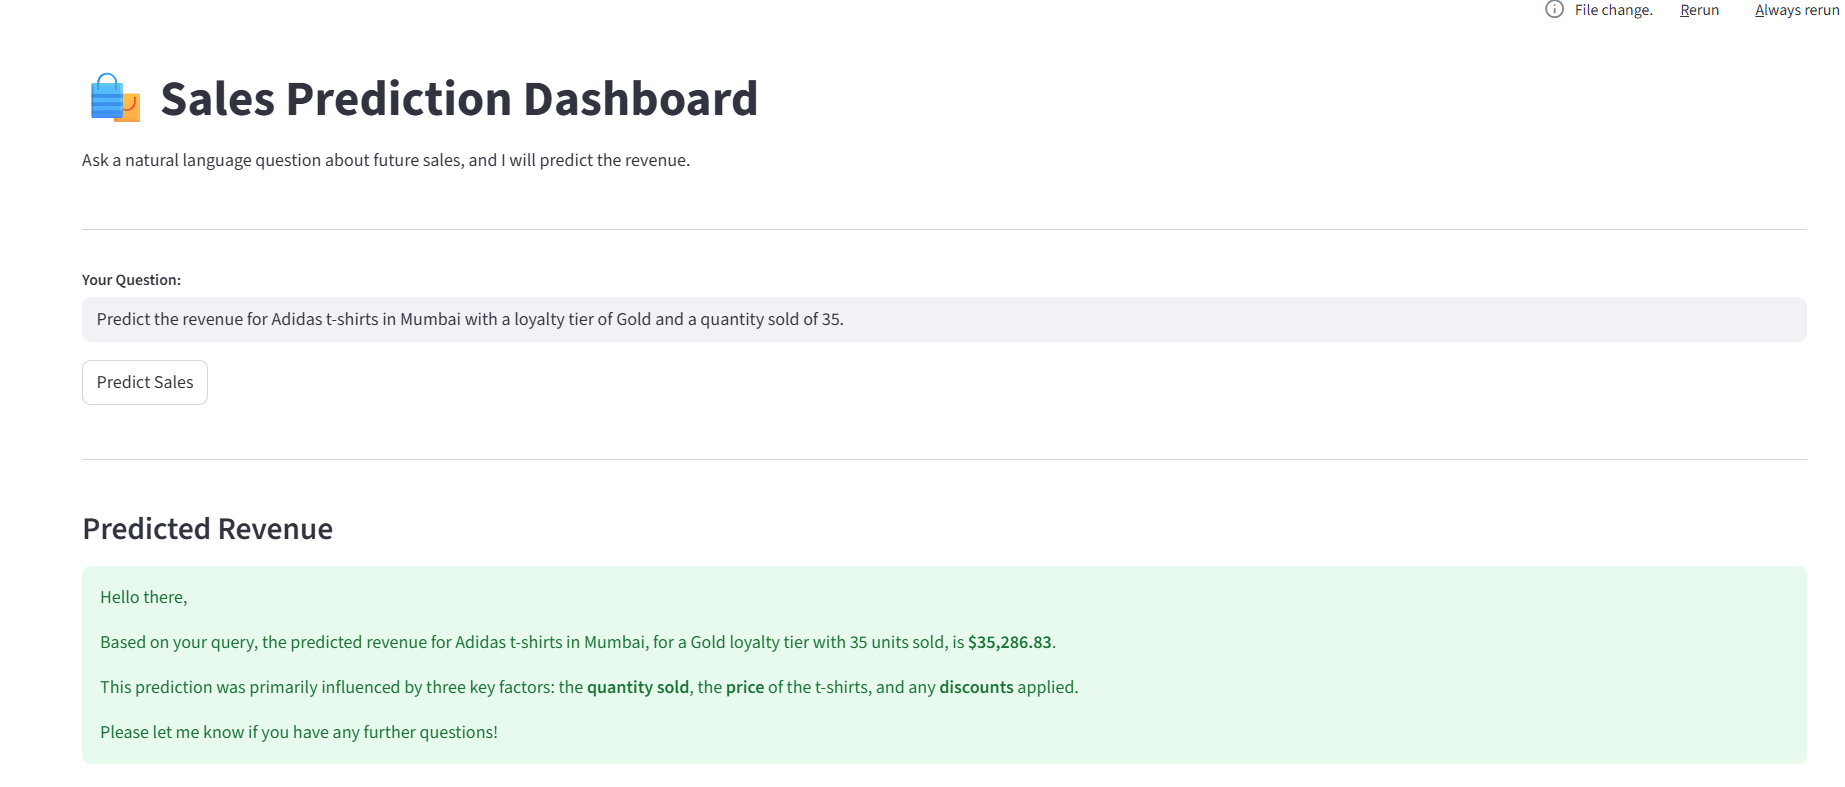 File change. Rerun Always rerun
Sales Prediction Dashboard
Ask a natural language question about future sales, and I will predict the revenue.
Your Question:
Predict the revenue for Adidas t-shirts in Mumbai with a loyalty tier of Gold and a quantity sold of 35.
Predict Sales
Predicted Revenue
Hello there,
Based on your query, the predicted revenue for Adidas t-shirts in Mumbai, for a Gold loyalty tier with 35 units sold, is $35,286.83.
This prediction was primarily influenced by three key factors: the quantity sold, the price of the t-shirts, and any discounts applied.
Please let me know if you have any further questions!